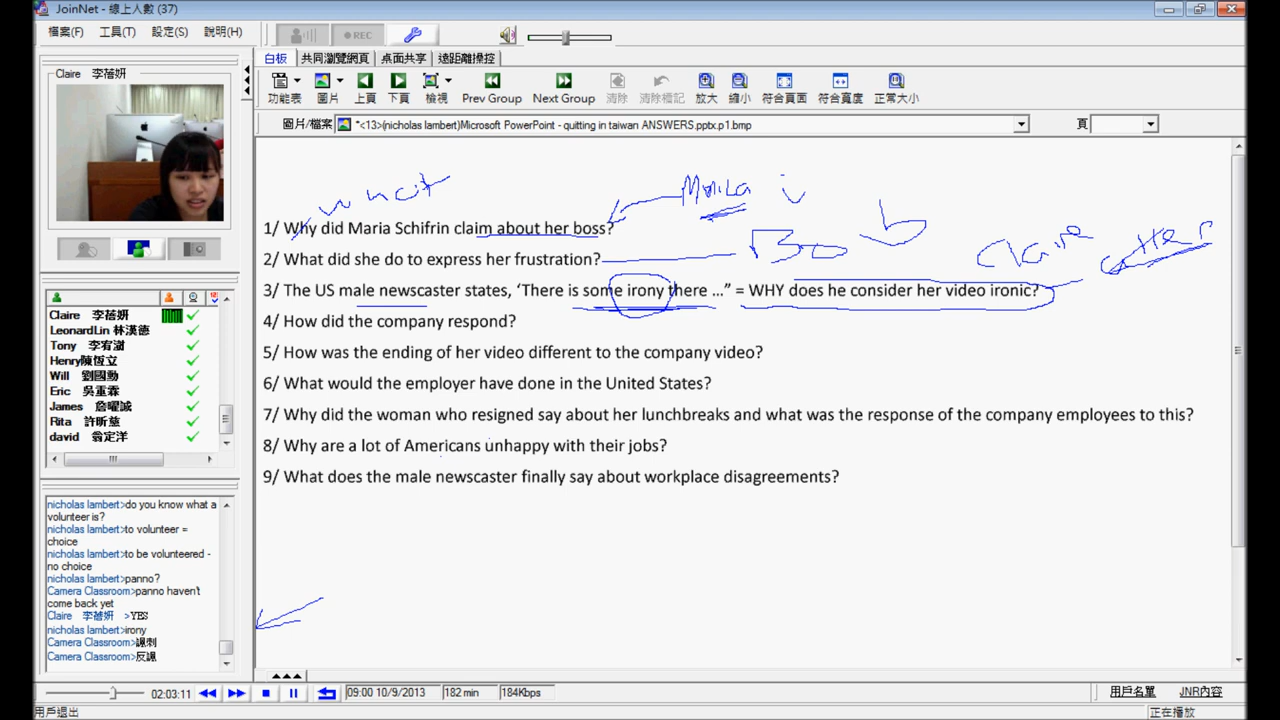 JoinNet - 線上人數 (37)
檔案(F) 工具(T) 設定(S) 說明(H)
REC
Claire 李蓓妍
白板 共同瀏覽網頁 桌面共享 遠距離操控
功能表 圖片 上頁 下頁 檢視 Prev Group Next Group 清除 清除標記 放大 縮小 符合頁面 符合寬度 正常大小
圖片/檔案 *<13>(nicholas lambert)Microsoft PowerPoint - quitting in taiwan ANSWERS.pptx.p1.bmp 頁
What
Maria
Bo
Claire
Her
1/ Why did Maria Schifrin claim about her boss?
2/ What did she do to express her frustration?
3/ The US male newscaster states, ‘There is some irony there ...” = WHY does he consider her video ironic?
4/ How did the company respond?
5/ How was the ending of her video different to the company video?
6/ What would the employer have done in the United States?
7/ Why did the woman who resigned say about her lunchbreaks and what was the response of the company employees to this?
8/ Why are a lot of Americans unhappy with their jobs?
9/ What does the male newscaster finally say about workplace disagreements?
Claire 李蓓妍
LeonardLin 林漢德
Tony 李宥澍
Henry陳恆立
Will 劉國勳
Eric 吳重霖
James 詹曜誠
Rita 許昕慈
david 翁定洋
nicholas lambert>do you know what a
volunteer is?
nicholas lambert>to volunteer =
choice
nicholas lambert>to be volunteered -
no choice
nicholas lambert>panno?
Camera Classroom>panno haven't
come back yet
Claire 李蓓妍 >YES
nicholas lambert>irony
Camera Classroom>諷刺
Camera Classroom>反諷
02:03:11 09:00 10/9/2013 182 min 184Kbps 用戶名單 JNR內容
用戶退出 正在播放